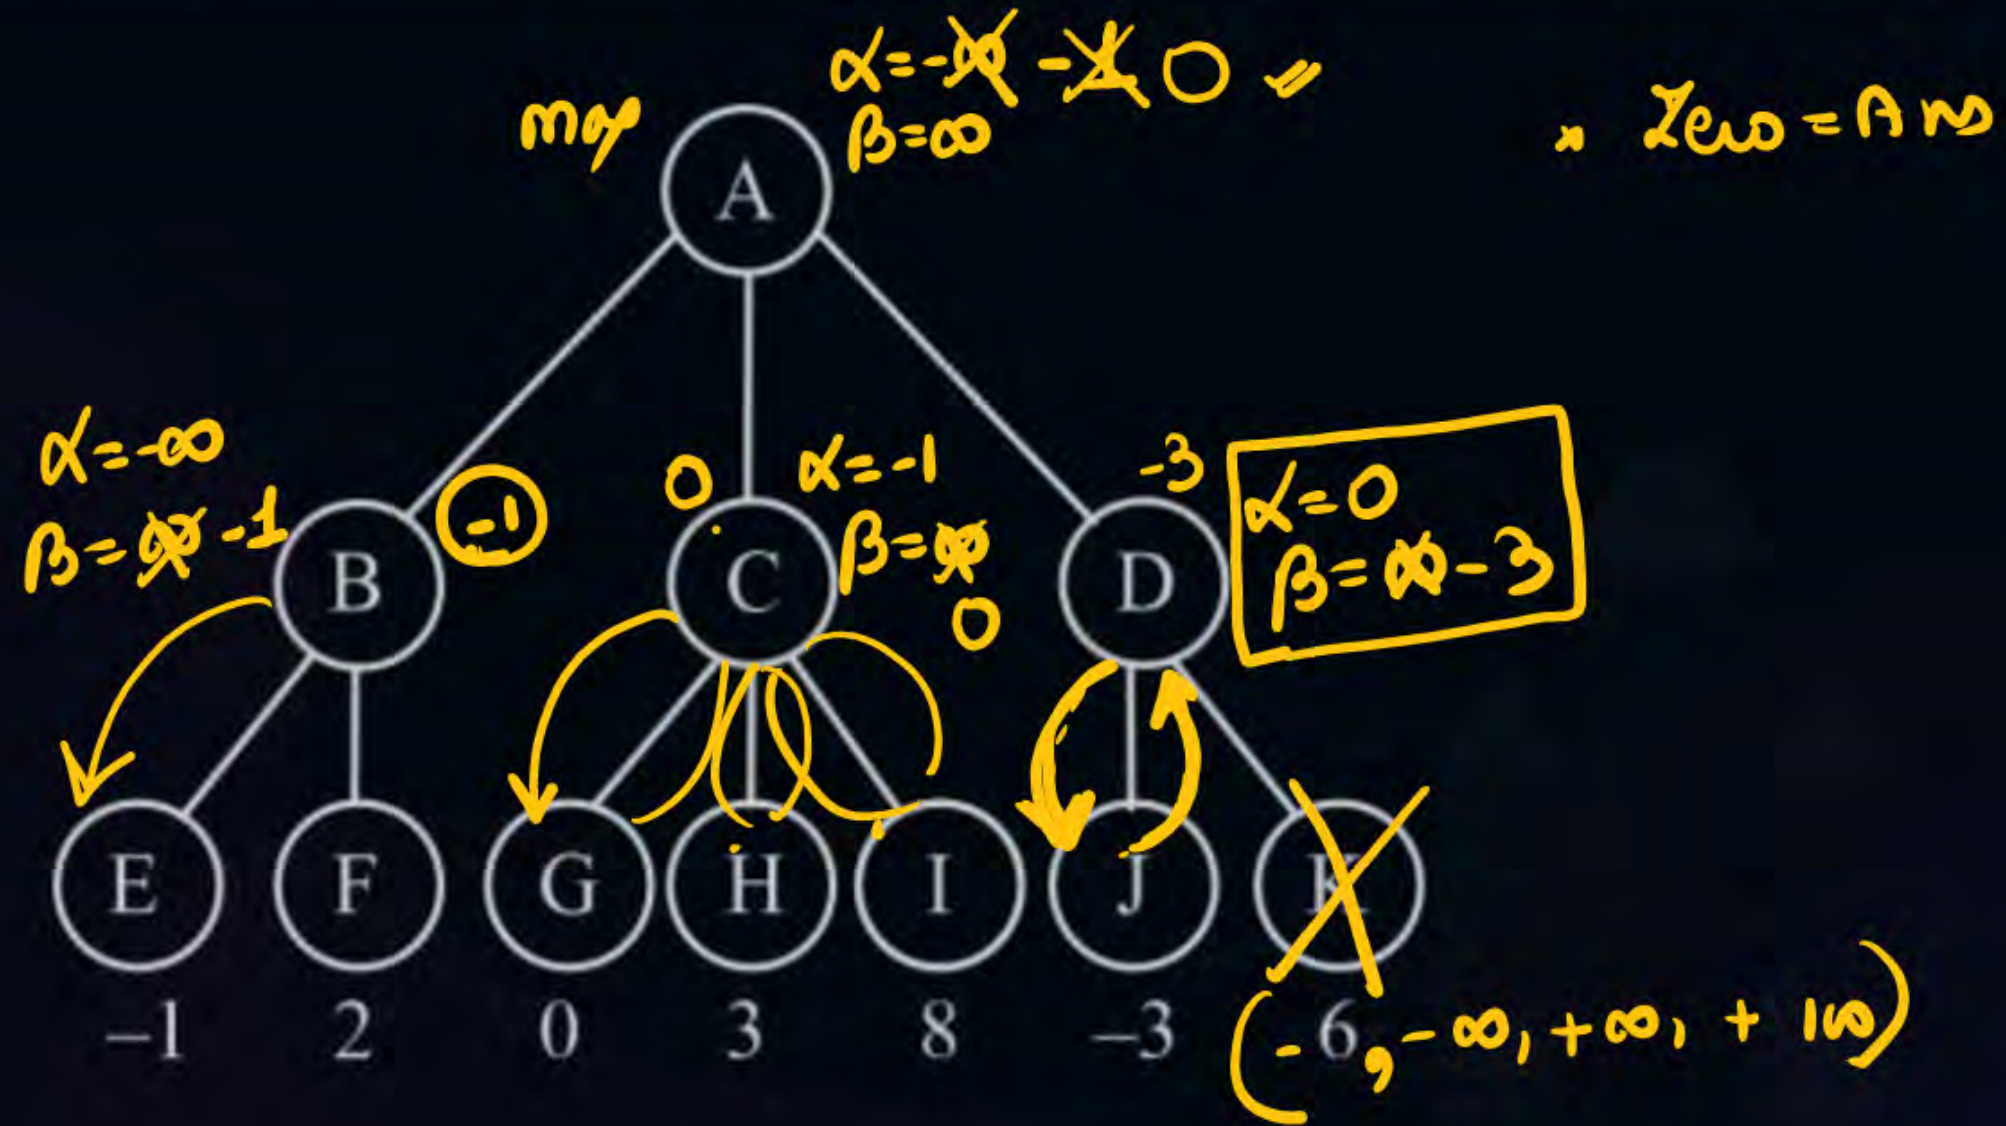 α=-∞ -1 0
β=∞
max
A
Zero = Ans
α=-∞
β=∞ -1
B
-1
0
C
α=-1
β=∞
0
-3
D
α=0
β=∞ -3
E F G H I J K
–1 2 0 3 8 –3
(-6, -∞, +∞, + 100)